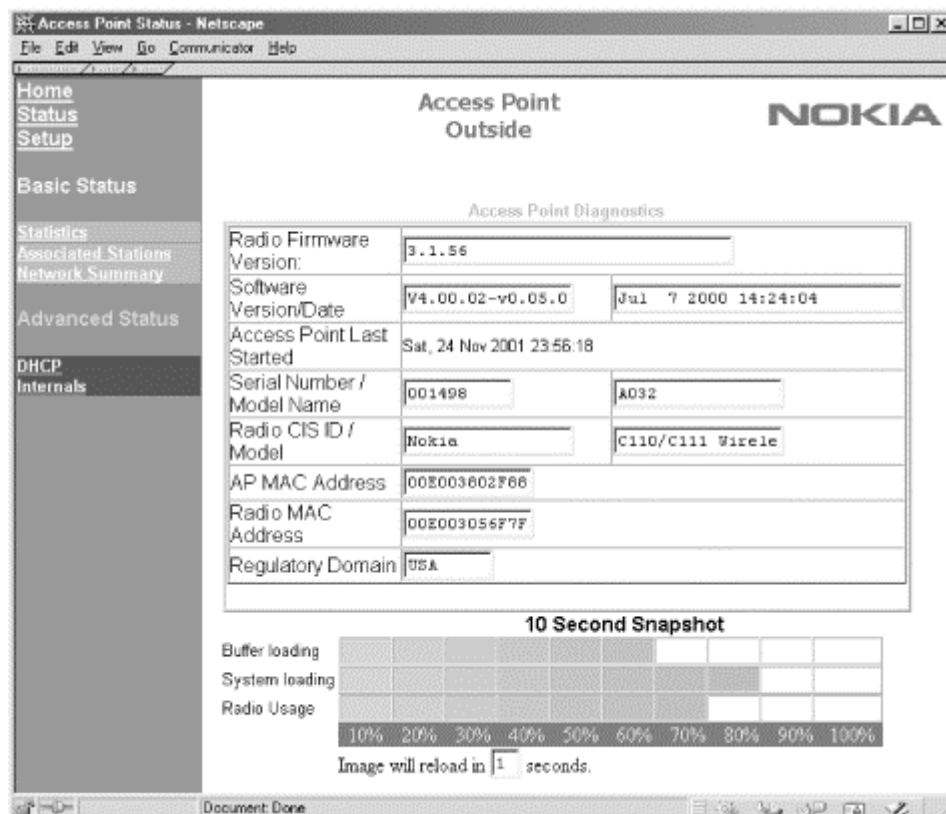 Access Point Status - Netscape
File Edit View Go Communicator Help
Home
Status
Setup
Basic Status
Statistics
Associated Stations
Network Summary
Advanced Status
DHCP
Internals
Access Point
Outside
NOKIA
Access Point Diagnostics
Radio Firmware
Version:
3.1.56
Software
Version/Date
V4.00.02-v0.05.0
Jul 7 2000 14:24:04
Access Point Last
Started
Sat, 24 Nov 2001 23:56:18
Serial Number /
Model Name
001498
A032
Radio CIS ID /
Model
Nokia
C110/C111 Wirele
AP MAC Address
00E003802F88
Radio MAC
Address
00E003056F7F
Regulatory Domain
USA
10 Second Snapshot
Buffer loading
System loading
Radio Usage
10% 20% 30% 40% 50% 60% 70% 80% 90% 100%
Image will reload in 1 seconds.
Document: Done